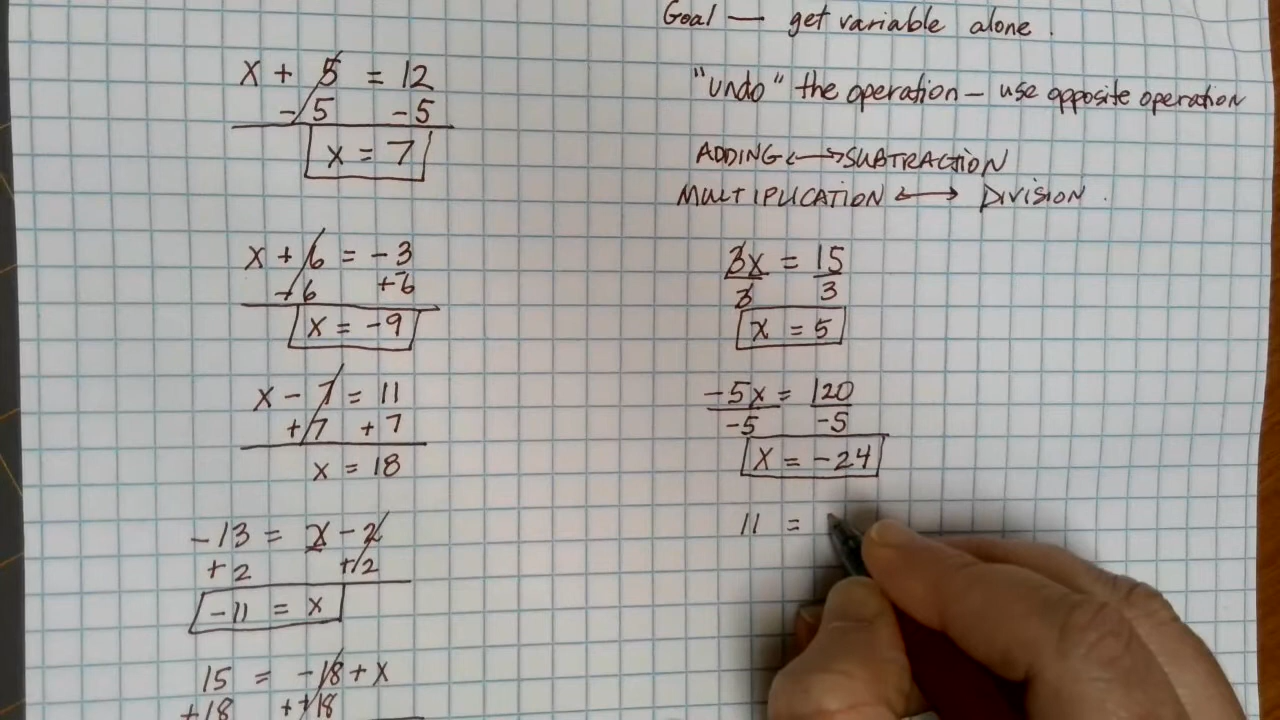 Goal — get variable alone.
"undo" the operation — use opposite operation
ADDING <—> SUBTRACTION
MULTIPLICATION <—> DIVISION.
x + 5 = 12
-5 -5
x = 7
x + 6 = -3
-6 +6
x = -9
x - 7 = 11
+7 +7
x = 18
-13 = x - 2
+2 +2
-11 = x
15 = -18 + x
+18 ++18
3x = 15
3 3
x = 5
-5x = 120
-5 -5
x = -24
11 =